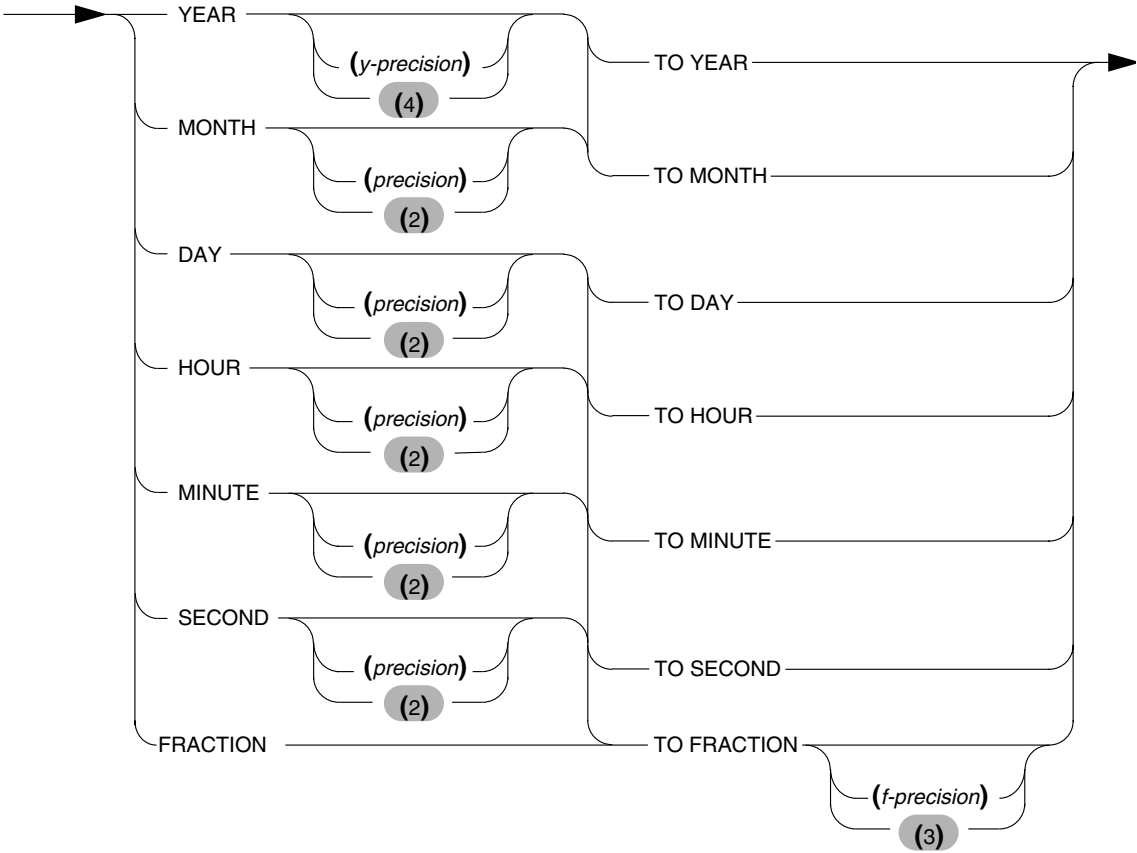 YEAR
(y-precision)
(4)
TO YEAR
MONTH
(precision)
(2)
TO MONTH
DAY
(precision)
(2)
TO DAY
HOUR
(precision)
(2)
TO HOUR
MINUTE
(precision)
(2)
TO MINUTE
SECOND
(precision)
(2)
TO SECOND
FRACTION
TO FRACTION
(f-precision)
(3)